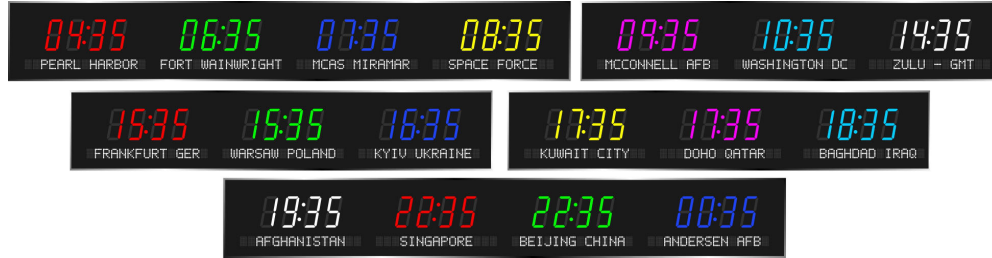 04:35 06:35 07:35 08:35 09:35 10:35 14:35
PEARL HARBOR FORT WAINWRIGHT MCAS MIRAMAR SPACE FORCE MCCONNELL AFB WASHINGTON DC ZULU - GMT
15:35 15:35 16:35 17:35 17:35 18:35
FRANKFURT GER WARSAW POLAND KYIV UKRAINE KUWAIT CITY DOHO QATAR BAGHDAD IRAQ
19:35 22:35 22:35 00:35
AFGHANISTAN SINGAPORE BEIJING CHINA ANDERSEN AFB